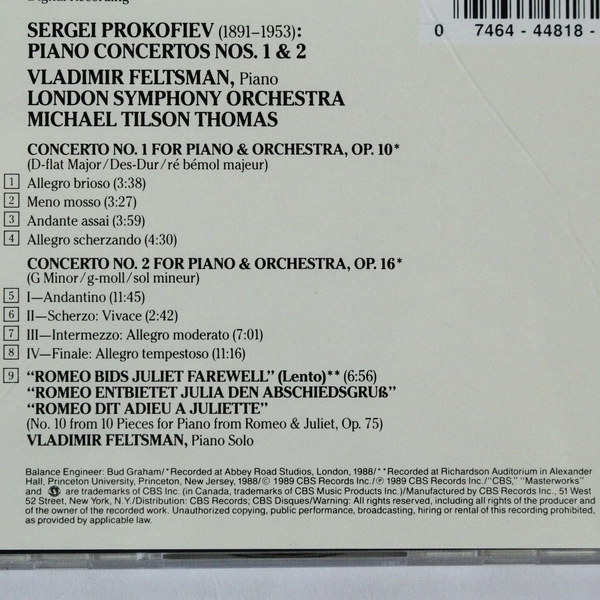 Digital Recording
SERGEI PROKOFIEV (1891–1953):
PIANO CONCERTOS NOS. 1 & 2
VLADIMIR FELTSMAN, Piano
LONDON SYMPHONY ORCHESTRA
MICHAEL TILSON THOMAS
CONCERTO NO. 1 FOR PIANO & ORCHESTRA, OP. 10*
(D-flat Major/Des-Dur/ré bémol majeur)
1 Allegro brioso (3:38)
2 Meno mosso (3:27)
3 Andante assai (3:59)
4 Allegro scherzando (4:30)
CONCERTO NO. 2 FOR PIANO & ORCHESTRA, OP. 16*
(G Minor/g-moll/sol mineur)
5 I—Andantino (11:45)
6 II—Scherzo: Vivace (2:42)
7 III—Intermezzo: Allegro moderato (7:01)
8 IV—Finale: Allegro tempestoso (11:16)
9 “ROMEO BIDS JULIET FAREWELL” (Lento)** (6:56)
“ROMEO ENTBIETET JULIA DEN ABSCHIEDSGRUß”
“ROMEO DIT ADIEU A JULIETTE”
(No. 10 from 10 Pieces for Piano from Romeo & Juliet, Op. 75)
VLADIMIR FELTSMAN, Piano Solo
Balance Engineer: Bud Graham/*Recorded at Abbey Road Studios, London, 1988/**Recorded at Richardson Auditorium in Alexander
Hall, Princeton University, Princeton, New Jersey, 1988/© 1989 CBS Records Inc./℗ 1989 CBS Records Inc./“CBS,” “Masterworks”
and are trademarks of CBS Inc. (in Canada, trademarks of CBS Music Products Inc.)/Manufactured by CBS Records Inc., 51 West
52 Street, New York, N.Y./Distribution: CBS Records; CBS Disques/Warning: All rights reserved, including all rights of the producer and
of the owner of the recorded work. Unauthorized copying, public performance, broadcasting, hiring or rental of this recording prohibited,
as provided by applicable law.
0 7464 - 44818 -